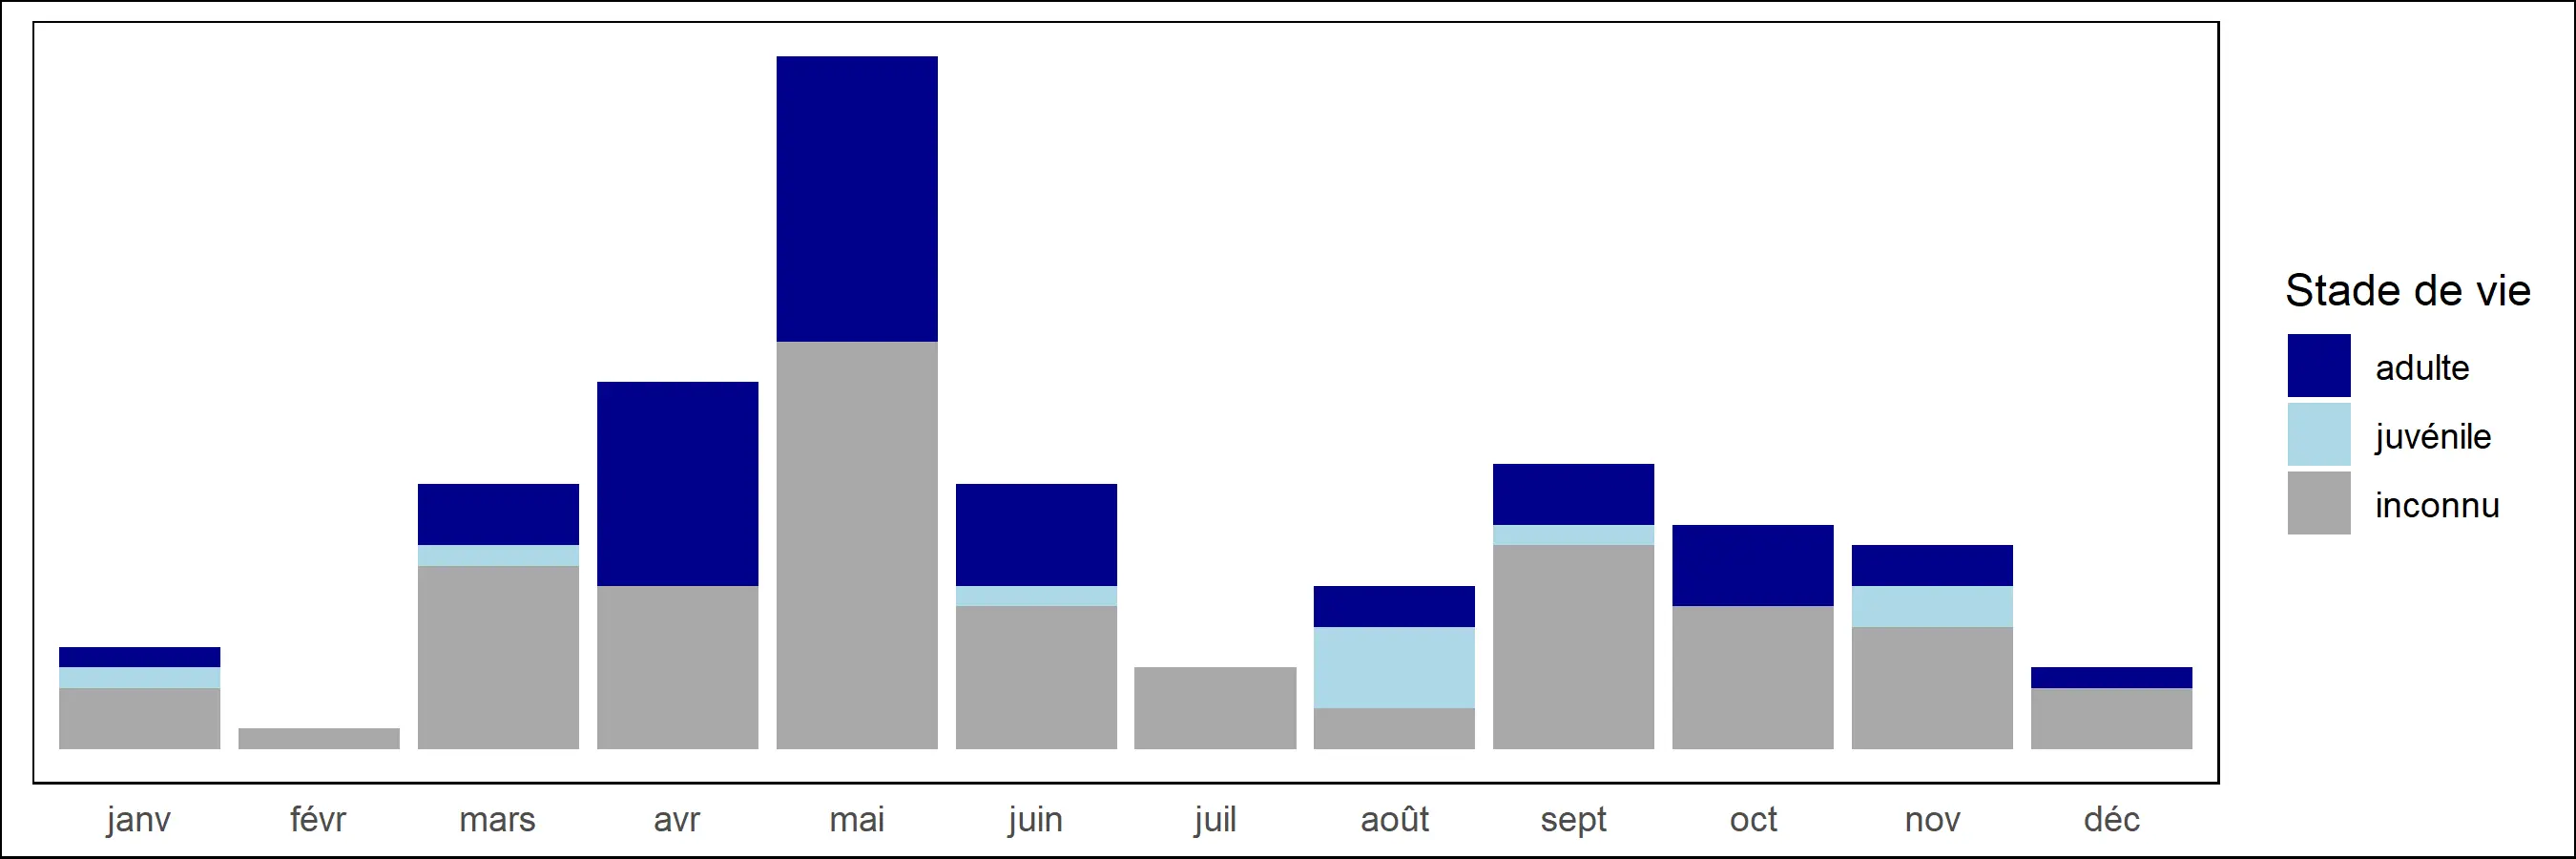 Stade de vie
adulte
juvénile
inconnu
janv févr mars avr mai juin juil août sept oct nov déc